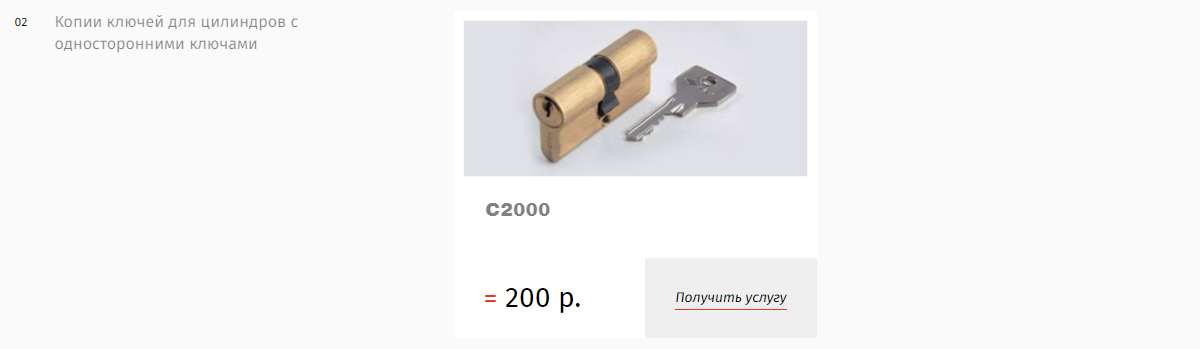 02
Копии ключей для цилиндров с
односторонними ключами
C2000
= 200 р.
Получить услугу